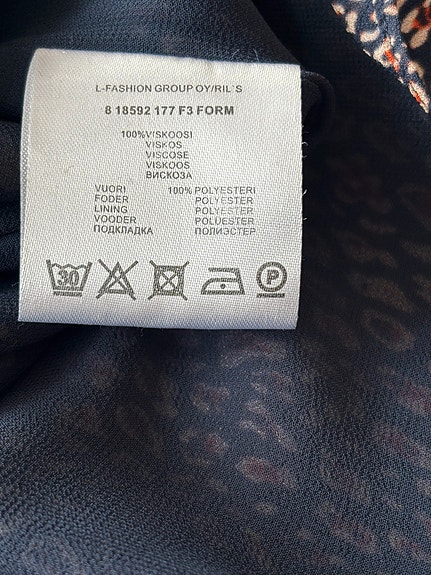 L-FASHION GROUP OY/RIL´S
8 18592 177 F3 FORM
100%VISKOOSI
VISKOS
VISCOSE
VISKOOS
ВИСКОЗА
VUORI 100% POLYESTERI
FODER POLYESTER
LINING POLYESTER
VOODER POLÜESTER
ПОДКЛАДКА ПОЛИЭСТЕР
30 P